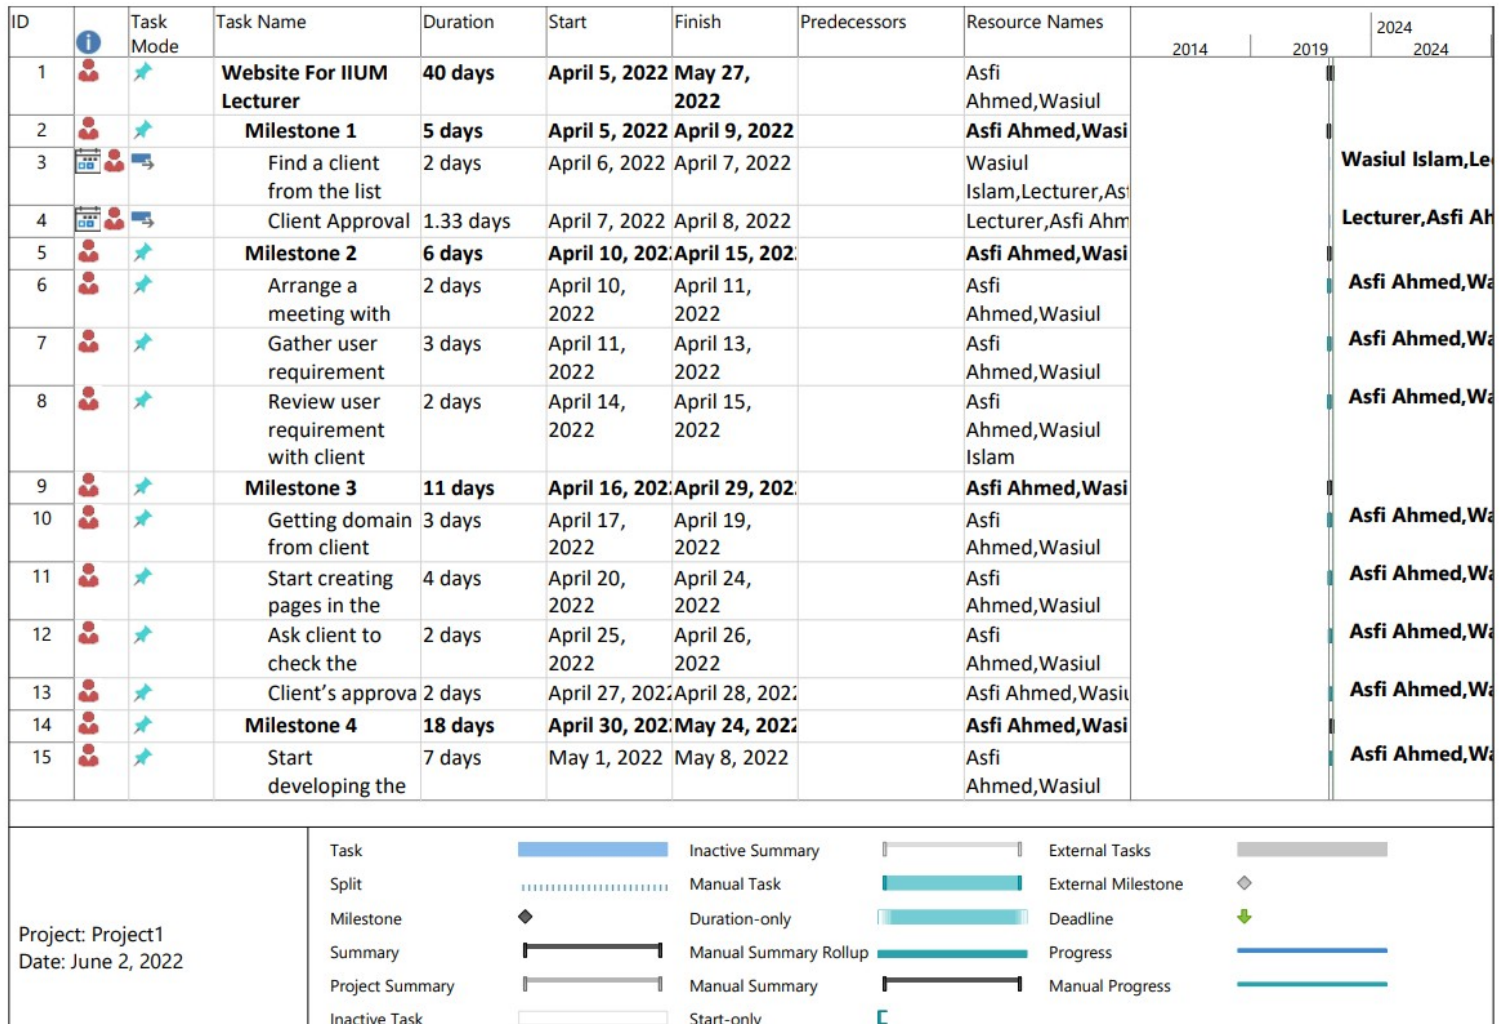 ID Task Mode Task Name Duration Start Finish Predecessors Resource Names 2014 2019 2024 2024
1 Website For IIUM Lecturer 40 days April 5, 2022 May 27, 2022 Asfi Ahmed,Wasiul
2 Milestone 1 5 days April 5, 2022 April 9, 2022 Asfi Ahmed,Wasi
3 Find a client from the list 2 days April 6, 2022 April 7, 2022 Wasiul Islam,Lecturer,Asf Wasiul Islam,Le
4 Client Approval 1.33 days April 7, 2022 April 8, 2022 Lecturer,Asfi Ahm Lecturer,Asfi Ah
5 Milestone 2 6 days April 10, 202 April 15, 202 Asfi Ahmed,Wasi
6 Arrange a meeting with 2 days April 10, 2022 April 11, 2022 Asfi Ahmed,Wasiul Asfi Ahmed,Wa
7 Gather user requirement 3 days April 11, 2022 April 13, 2022 Asfi Ahmed,Wasiul Asfi Ahmed,Wa
8 Review user requirement with client 2 days April 14, 2022 April 15, 2022 Asfi Ahmed,Wasiul Islam Asfi Ahmed,Wa
9 Milestone 3 11 days April 16, 202 April 29, 202 Asfi Ahmed,Wasi
10 Getting domain from client 3 days April 17, 2022 April 19, 2022 Asfi Ahmed,Wasiul Asfi Ahmed,Wa
11 Start creating pages in the 4 days April 20, 2022 April 24, 2022 Asfi Ahmed,Wasiul Asfi Ahmed,Wa
12 Ask client to check the 2 days April 25, 2022 April 26, 2022 Asfi Ahmed,Wasiul Asfi Ahmed,Wa
13 Client’s approva 2 days April 27, 2022 April 28, 2022 Asfi Ahmed,Wasiu Asfi Ahmed,Wa
14 Milestone 4 18 days April 30, 202 May 24, 2022 Asfi Ahmed,Wasi
15 Start developing the 7 days May 1, 2022 May 8, 2022 Asfi Ahmed,Wasiul Asfi Ahmed,Wa
Project: Project1
Date: June 2, 2022
Task Inactive Summary External Tasks
Split Manual Task External Milestone
Milestone Duration-only Deadline
Summary Manual Summary Rollup Progress
Project Summary Manual Summary Manual Progress
Inactive Task Start-only